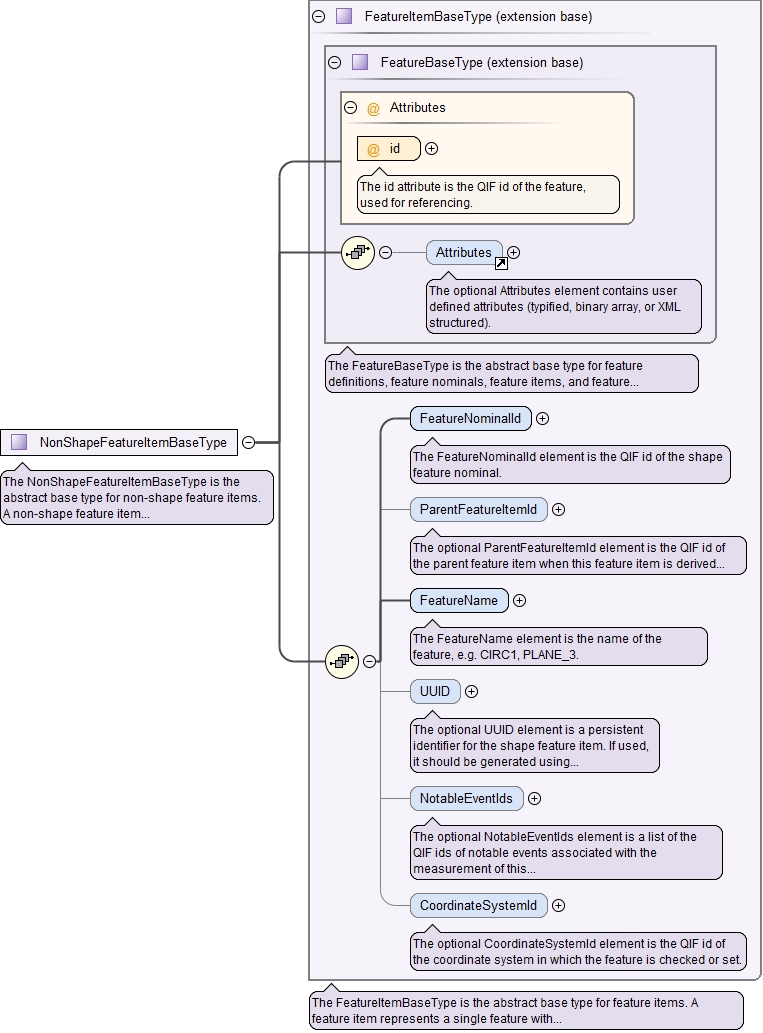 FeatureItemBaseType (extension base)
FeatureBaseType (extension base)
@ Attributes
@ id
The id attribute is the QIF id of the feature,
used for referencing.
Attributes
The optional Attributes element contains user
defined attributes (typified, binary array, or XML
structured).
The FeatureBaseType is the abstract base type for feature
definitions, feature nominals, feature items, and feature...
FeatureNominalId
The FeatureNominalId element is the QIF id of the shape
feature nominal.
NonShapeFeatureItemBaseType
The NonShapeFeatureItemBaseType is the
abstract base type for non-shape feature items.
A non-shape feature item...
ParentFeatureItemId
The optional ParentFeatureItemId element is the QIF id of
the parent feature item when this feature item is derived...
FeatureName
The FeatureName element is the name of the
feature, e.g. CIRC1, PLANE_3.
UUID
The optional UUID element is a persistent
identifier for the shape feature item. If used,
it should be generated using...
NotableEventIds
The optional NotableEventIds element is a list of the
QIF ids of notable events associated with the
measurement of this...
CoordinateSystemId
The optional CoordinateSystemId element is the QIF id of
the coordinate system in which the feature is checked or set.
The FeatureItemBaseType is the abstract base type for feature items. A
feature item represents a single feature with...